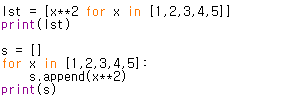 lst = [x**2 for x in [1,2,3,4,5]]
print(lst)

s = []
for x in [1,2,3,4,5]:
    s.append(x**2)
print(s)